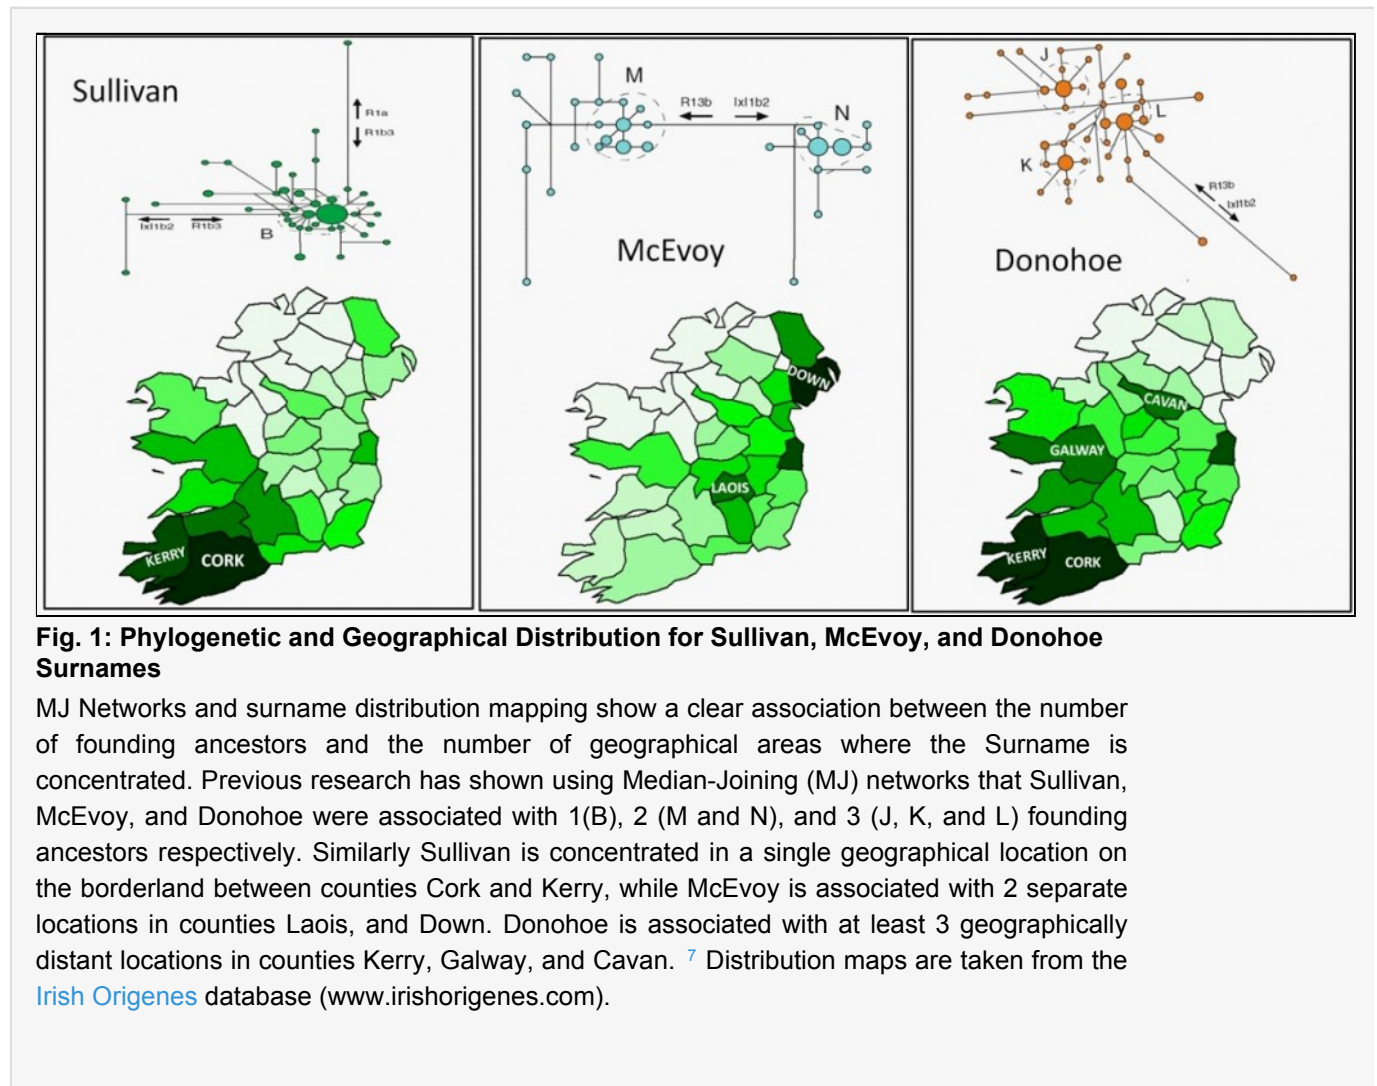 Sullivan
R1a
R1b3
IxI1b2
R1b3
B
M
R13b
IxI1b2
N
McEvoy
J
L
K
R13b
IxI1b2
Donohoe
KERRY
CORK
DOWN
LAOIS
CAVAN
GALWAY
KERRY
CORK
Fig. 1: Phylogenetic and Geographical Distribution for Sullivan, McEvoy, and Donohoe
Surnames
MJ Networks and surname distribution mapping show a clear association between the number
of founding ancestors and the number of geographical areas where the Surname is
concentrated. Previous research has shown using Median-Joining (MJ) networks that Sullivan,
McEvoy, and Donohoe were associated with 1(B), 2 (M and N), and 3 (J, K, and L) founding
ancestors respectively. Similarly Sullivan is concentrated in a single geographical location on
the borderland between counties Cork and Kerry, while McEvoy is associated with 2 separate
locations in counties Laois, and Down. Donohoe is associated with at least 3 geographically
distant locations in counties Kerry, Galway, and Cavan. 7 Distribution maps are taken from the
Irish Origenes database (www.irishorigenes.com).